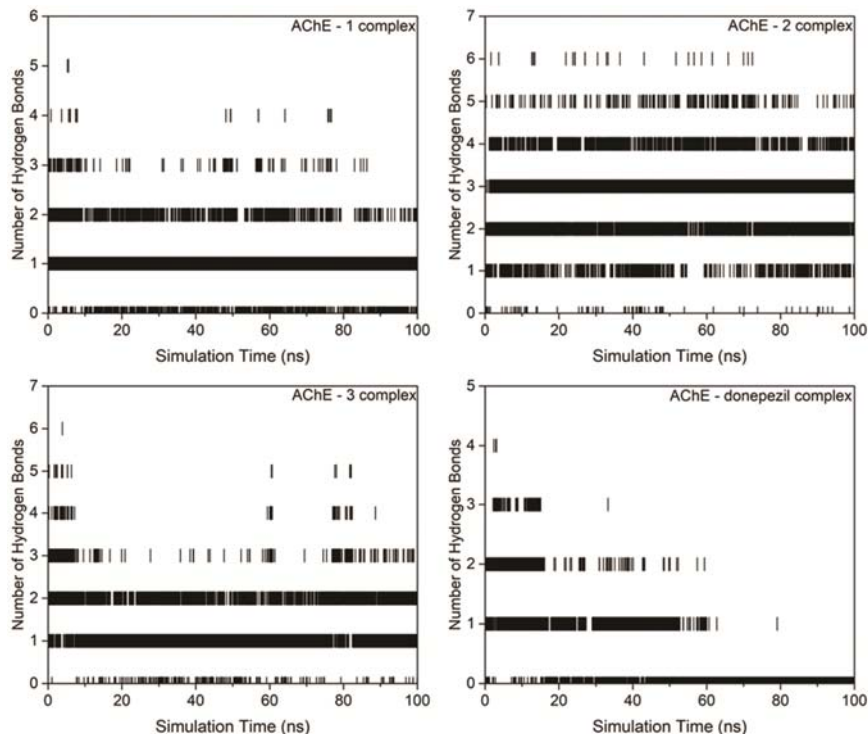 AChE - 1 complex
6
5
4
3
2
1
0
Number of Hydrogen Bonds
0 20 40 60 80 100
Simulation Time (ns)
AChE - 2 complex
7
6
5
4
3
2
1
0
Number of Hydrogen Bonds
0 20 40 60 80 100
Simulation Time (ns)
AChE - 3 complex
7
6
5
4
3
2
1
0
Number of Hydrogen Bonds
0 20 40 60 80 100
Simulation Time (ns)
AChE - donepezil complex
5
4
3
2
1
0
Number of Hydrogen Bonds
0 20 40 60 80 100
Simulation Time (ns)